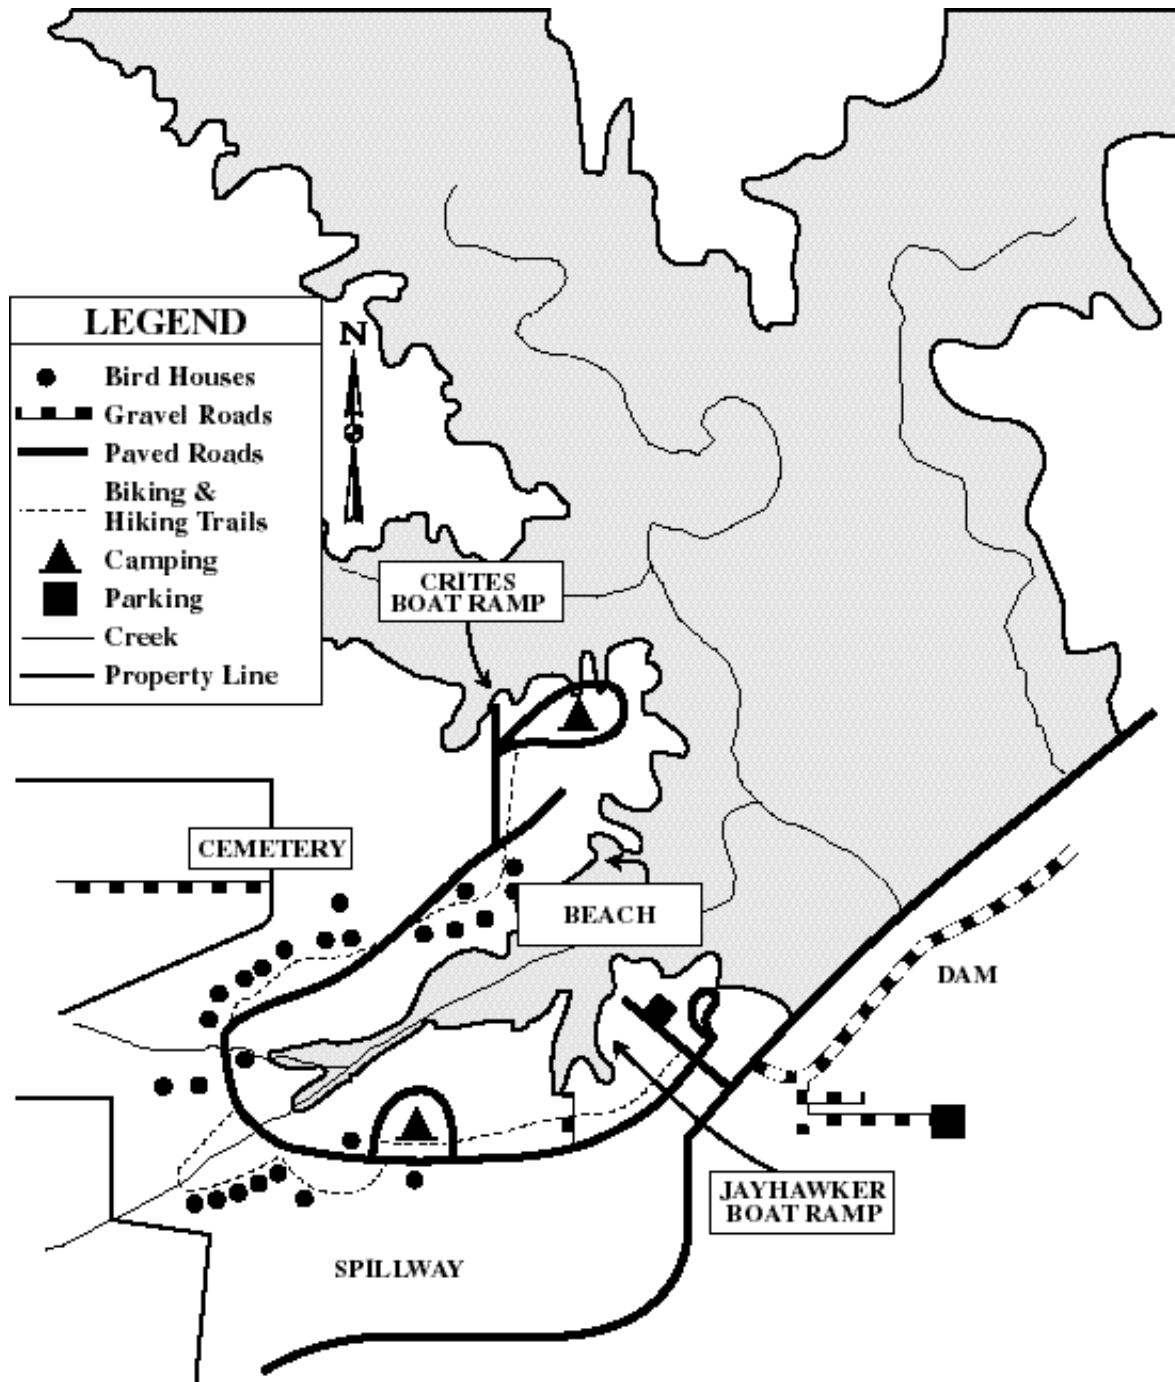 LEGEND
Bird Houses
Gravel Roads
Paved Roads
Biking &
Hiking Trails
Camping
Parking
Creek
Property Line
N
CRITES
BOAT RAMP
CEMETERY
BEACH
DAM
JAYHAWKER
BOAT RAMP
SPILLWAY